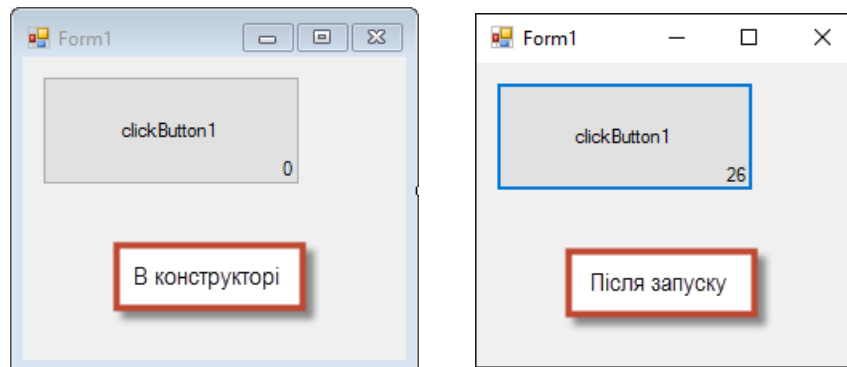 Form1
clickButton1
0
В конструкторі
Form1
clickButton1
26
Після запуску